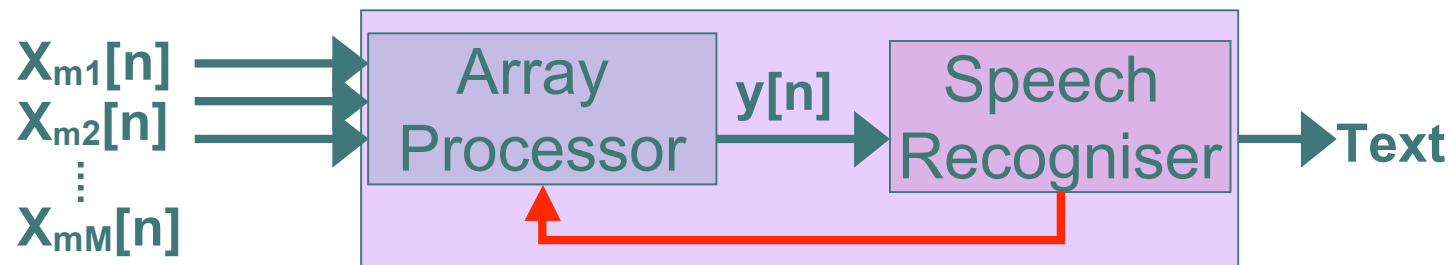 Xm1[n]
Xm2[n]
XmM[n]
Array
Processor
y[n]
Speech
Recogniser
Text